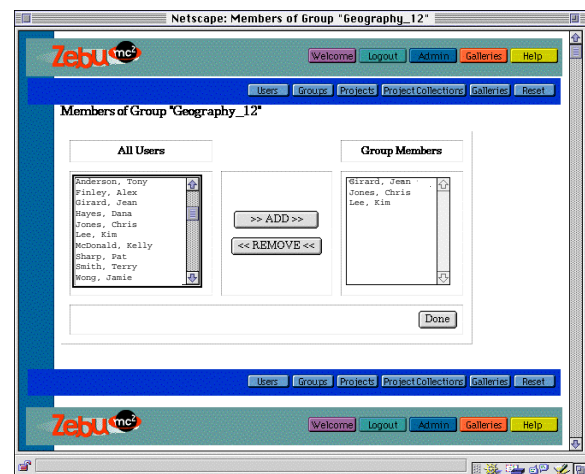 Netscape: Members of Group "Geography_12"
Zebu mc²
Welcome Logout Admin Galleries Help
Users Groups Projects Project Collections Galleries Reset
Members of Group "Geography_12"
All Users
Group Members
Anderson, Tony
Finley, Alex
Girard, Jean
Hayes, Dana
Jones, Chris
Lee, Kim
McDonald, Kelly
Sharp, Pat
Smith, Terry
Wong, Jamie
>> ADD >>
<< REMOVE <<
Girard, Jean
Jones, Chris
Lee, Kim
Done
Users Groups Projects Project Collections Galleries Reset
Zebu mc²
Welcome Logout Admin Galleries Help